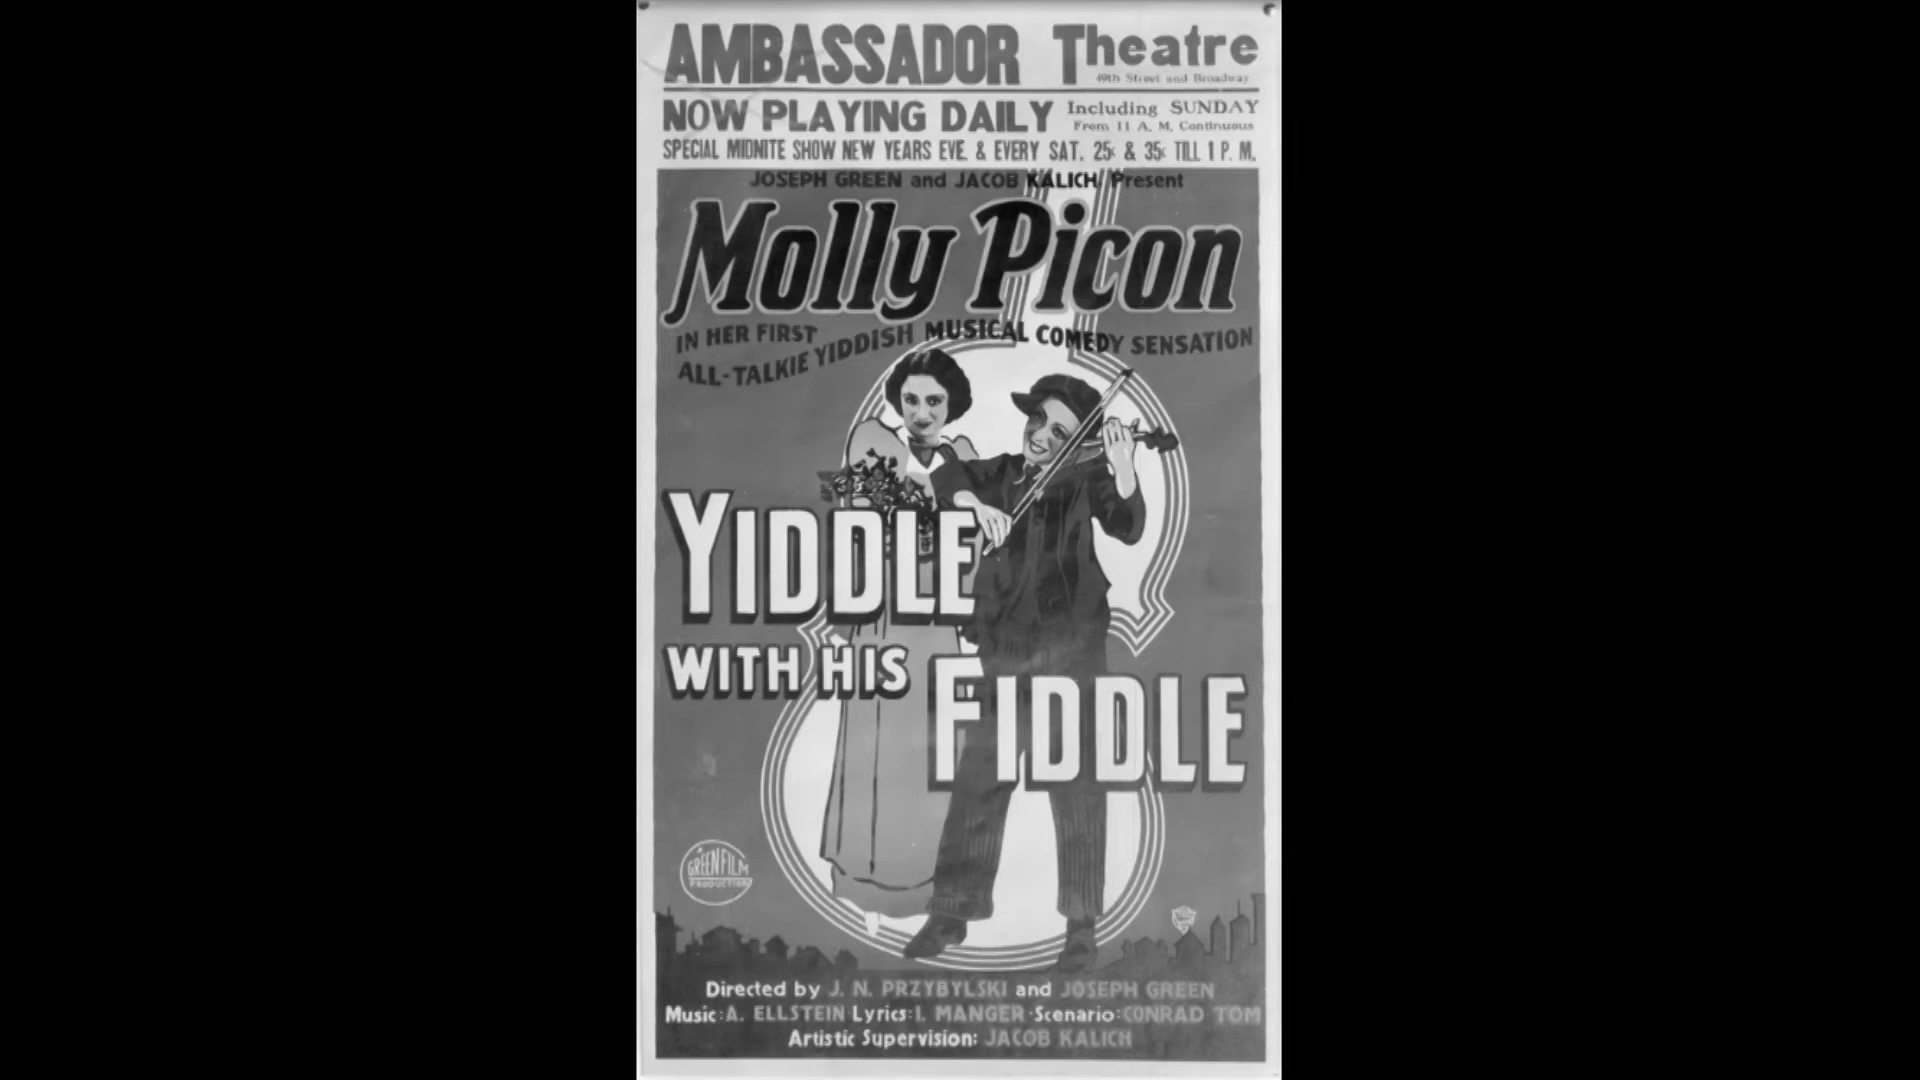 AMBASSADOR Theatre
49th Street and Broadway
NOW PLAYING DAILY Including SUNDAY
From 11 A. M. Continuous
SPECIAL MIDNITE SHOW NEW YEARS EVE. & EVERY SAT. 25c & 35c TILL 1 P. M.
JOSEPH GREEN and JACOB KALICH Present
Molly Picon
IN HER FIRST
ALL-TALKIE YIDDISH MUSICAL COMEDY SENSATION
YIDDLE
WITH HIS
FIDDLE
A
GREENFILM
PRODUCTION
Directed by J. N. PRZYBYLSKI and JOSEPH GREEN
Music: A. ELLSTEIN Lyrics: I. MANGER · Scenario: CONRAD TOM
Artistic Supervision: JACOB KALICH